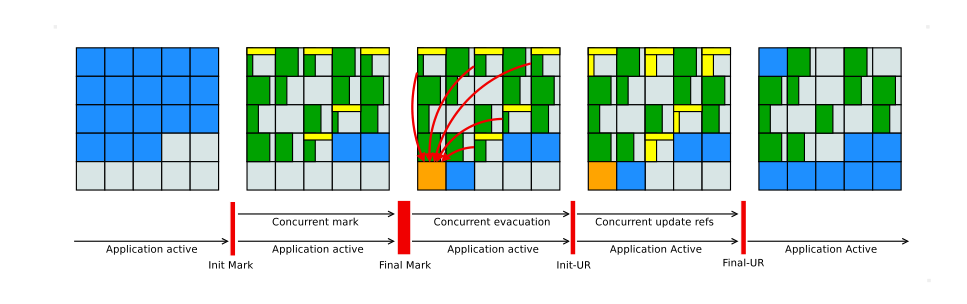 Concurrent mark
Concurrent evacuation
Concurrent update refs
Application active
Application active
Application active
Application Active
Application Active
Init Mark
Final Mark
Init-UR
Final-UR